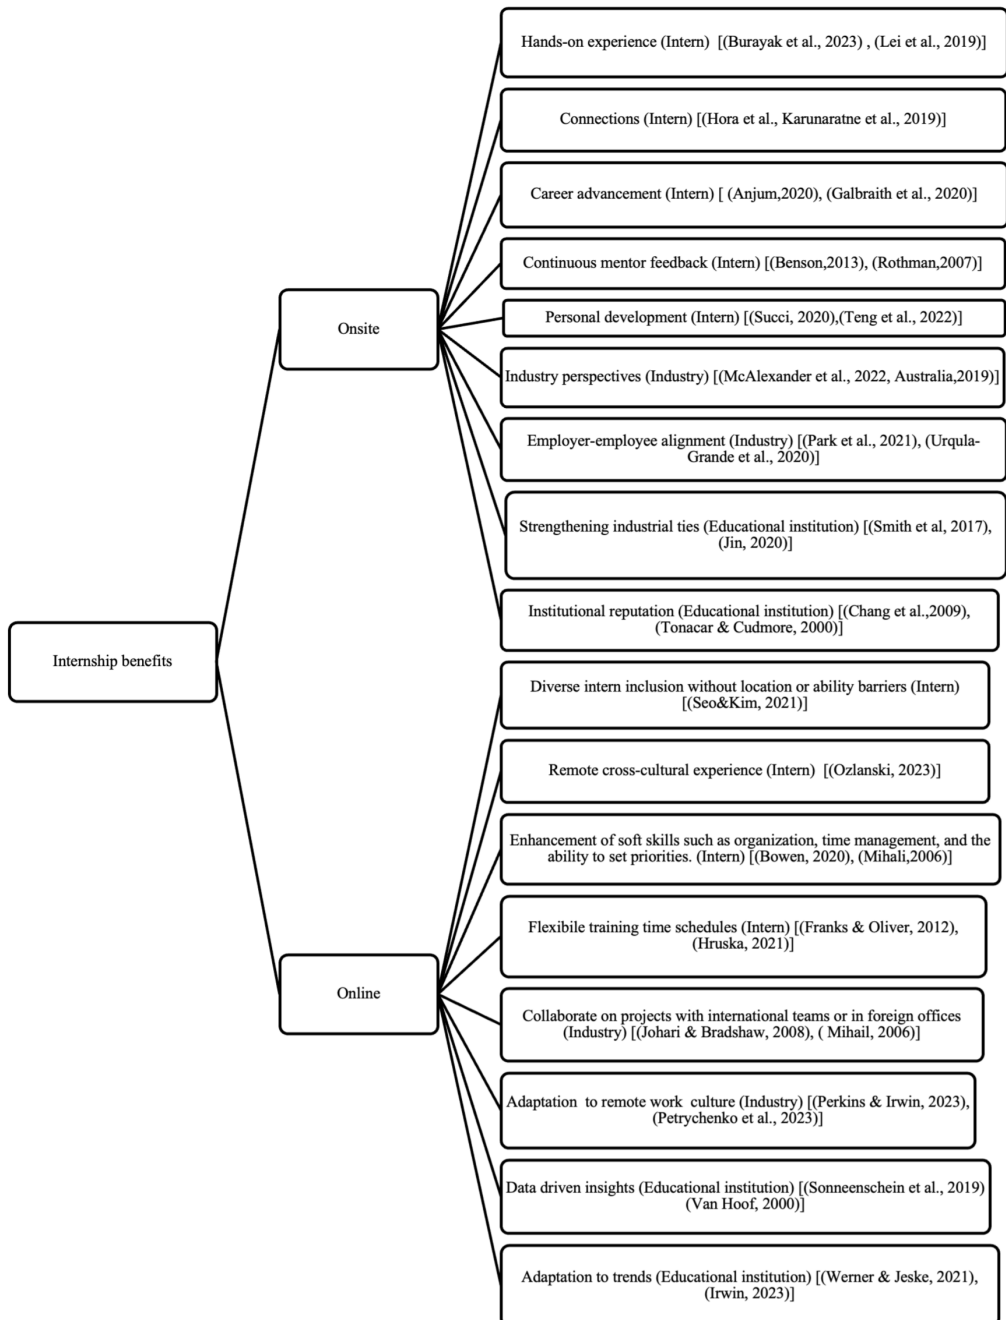 Hands-on experience (Intern) [(Burayak et al., 2023) , (Lei et al., 2019)]
Connections (Intern) [(Hora et al., Karunaratne et al., 2019)]
Career advancement (Intern) [ (Anjum,2020), (Galbraith et al., 2020)]
Continuous mentor feedback (Intern) [(Benson,2013), (Rothman,2007)]
Onsite
Personal development (Intern) [(Succi, 2020),(Teng et al., 2022)]
Industry perspectives (Industry) [(McAlexander et al., 2022, Australia,2019)]
Employer-employee alignment (Industry) [(Park et al., 2021), (Urqula-
Grande et al., 2020)]
Strengthening industrial ties (Educational institution) [(Smith et al, 2017),
(Jin, 2020)]
Institutional reputation (Educational institution) [(Chang et al.,2009),
(Tonacar & Cudmore, 2000)]
Internship benefits
Diverse intern inclusion without location or ability barriers (Intern)
[(Seo&Kim, 2021)]
Remote cross-cultural experience (Intern) [(Ozlanski, 2023)]
Enhancement of soft skills such as organization, time management, and the
ability to set priorities. (Intern) [(Bowen, 2020), (Mihali,2006)]
Flexibile training time schedules (Intern) [(Franks & Oliver, 2012),
(Hruska, 2021)]
Online
Collaborate on projects with international teams or in foreign offices
(Industry) [(Johari & Bradshaw, 2008), ( Mihail, 2006)]
Adaptation to remote work culture (Industry) [(Perkins & Irwin, 2023),
(Petrychenko et al., 2023)]
Data driven insights (Educational institution) [(Sonneenschein et al., 2019)
(Van Hoof, 2000)]
Adaptation to trends (Educational institution) [(Werner & Jeske, 2021),
(Irwin, 2023)]